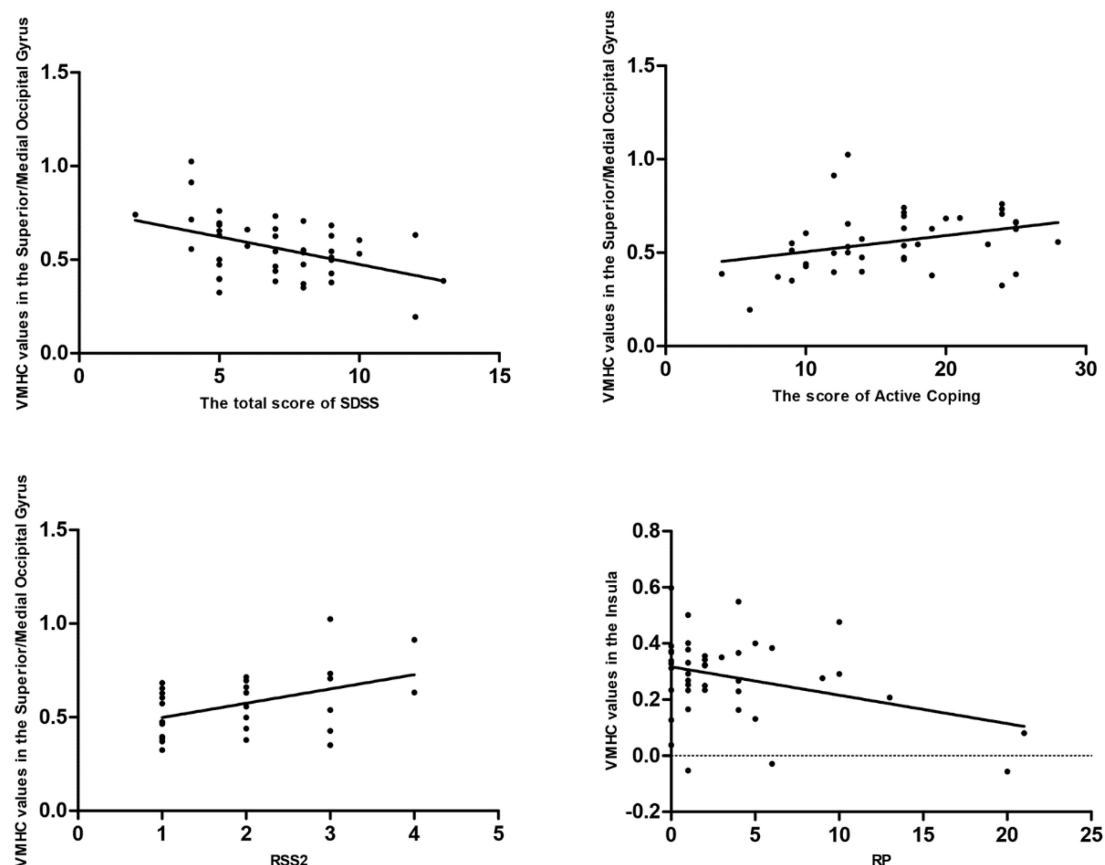 VMHC values in the Superior/Medial Occipital Gyrus
1.5
1.0
0.5
0.0
0 5 10 15
The total score of SDSS
VMHC values in the Superior/Medial Occipital Gyrus
1.5
1.0
0.5
0.0
0 10 20 30
The score of Active Coping
VMHC values in the Superior/Medial Occipital Gyrus
1.5
1.0
0.5
0.0
0 1 2 3 4 5
RSS2
VMHC values in the Insula
0.8
0.6
0.4
0.2
0.0
-0.2
0 5 10 15 20 25
RP